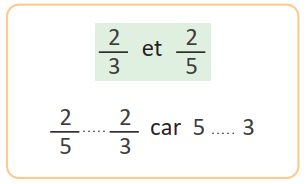 2/3 et 2/5
2/5 ..... 2/3 car 5 ..... 3